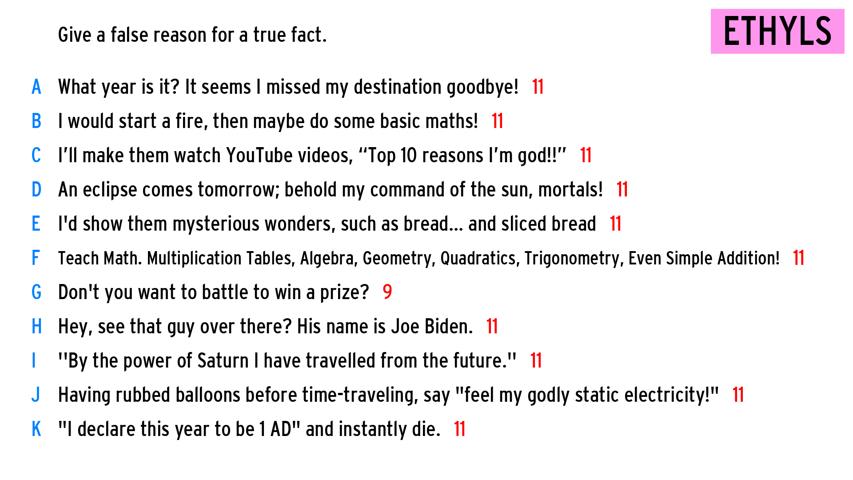 Give a false reason for a true fact.
ETHYLS
A What year is it? It seems I missed my destination goodbye! 11
B I would start a fire, then maybe do some basic maths! 11
C I’ll make them watch YouTube videos, “Top 10 reasons I’m god!!” 11
D An eclipse comes tomorrow; behold my command of the sun, mortals! 11
E I'd show them mysterious wonders, such as bread... and sliced bread 11
F Teach Math. Multiplication Tables, Algebra, Geometry, Quadratics, Trigonometry, Even Simple Addition! 11
G Don't you want to battle to win a prize? 9
H Hey, see that guy over there? His name is Joe Biden. 11
I ''By the power of Saturn I have travelled from the future.'' 11
J Having rubbed balloons before time-traveling, say "feel my godly static electricity!" 11
K "I declare this year to be 1 AD" and instantly die. 11